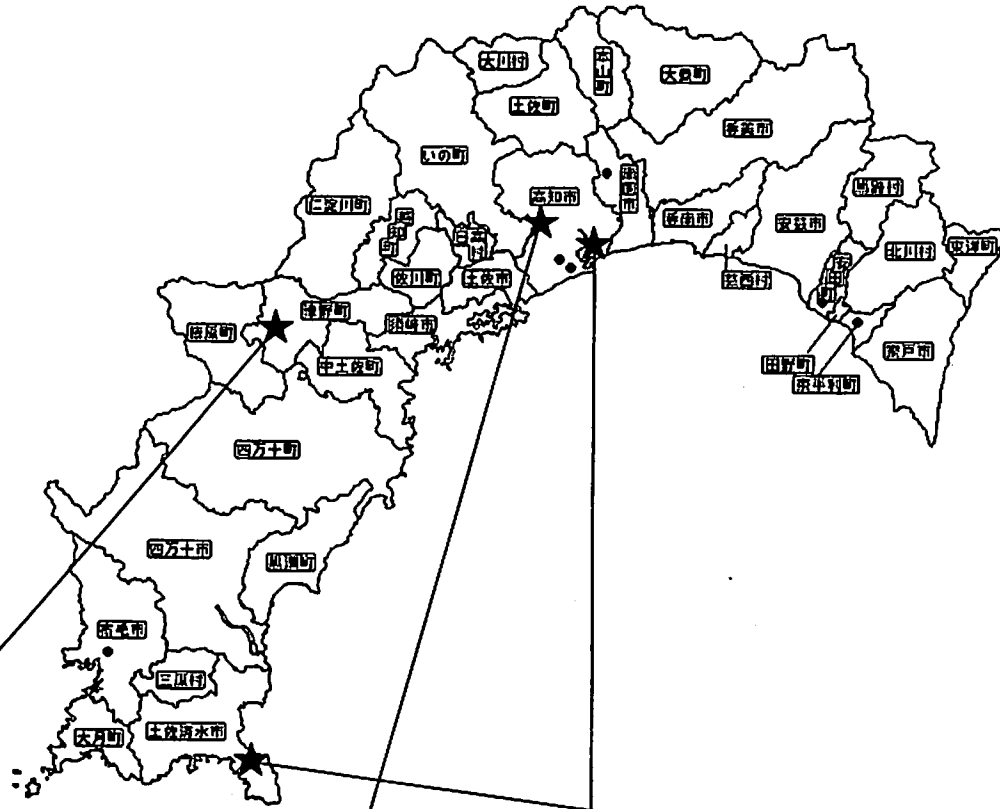 大川村
本山町
大豊町
土佐町
香美市
いの町
南国市
馬路村
高知市
仁淀川町
越知町
香南市
安芸市
日高村
北川村
東洋町
佐川町
土佐市
安田町
芸西村
津野町
須崎市
梼原町
室戸市
中土佐町
田野町
奈半利町
四万十町
四万十市
黒潮町
宿毛市
三原村
大月町
土佐清水市